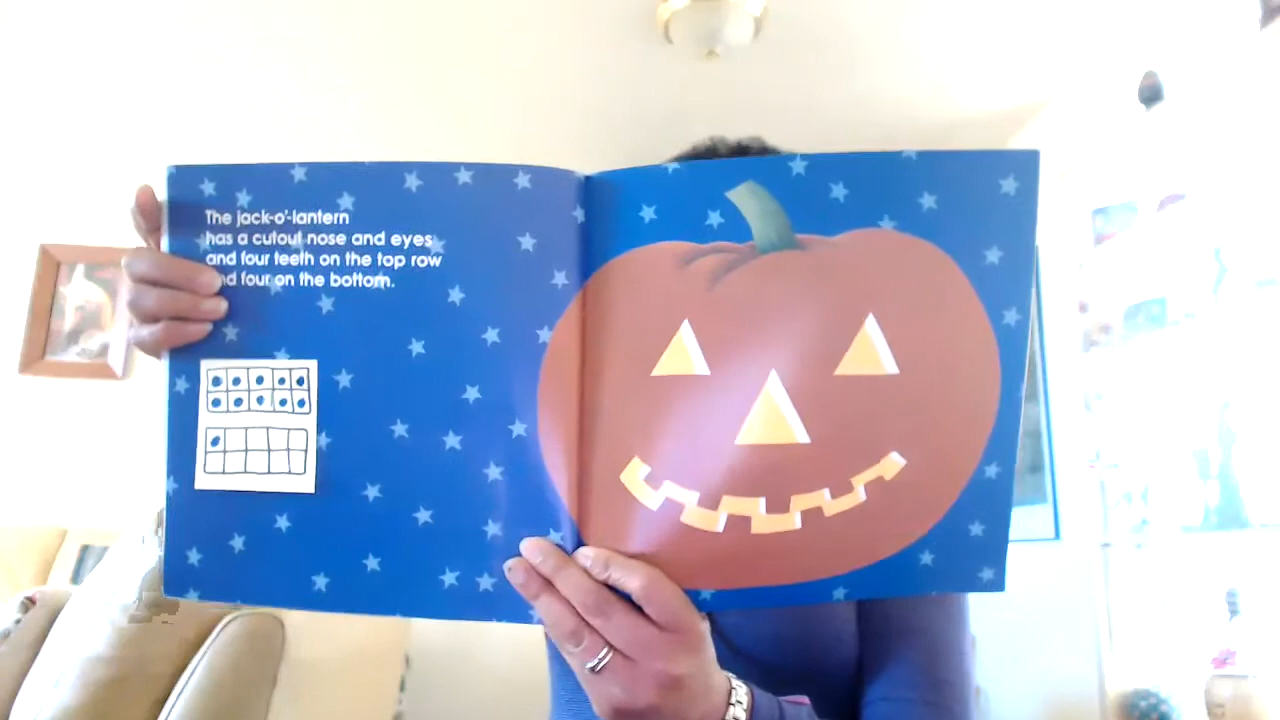 The jack-o'-lantern
has a cutout nose and eyes
and four teeth on the top row
and four on the bottom.